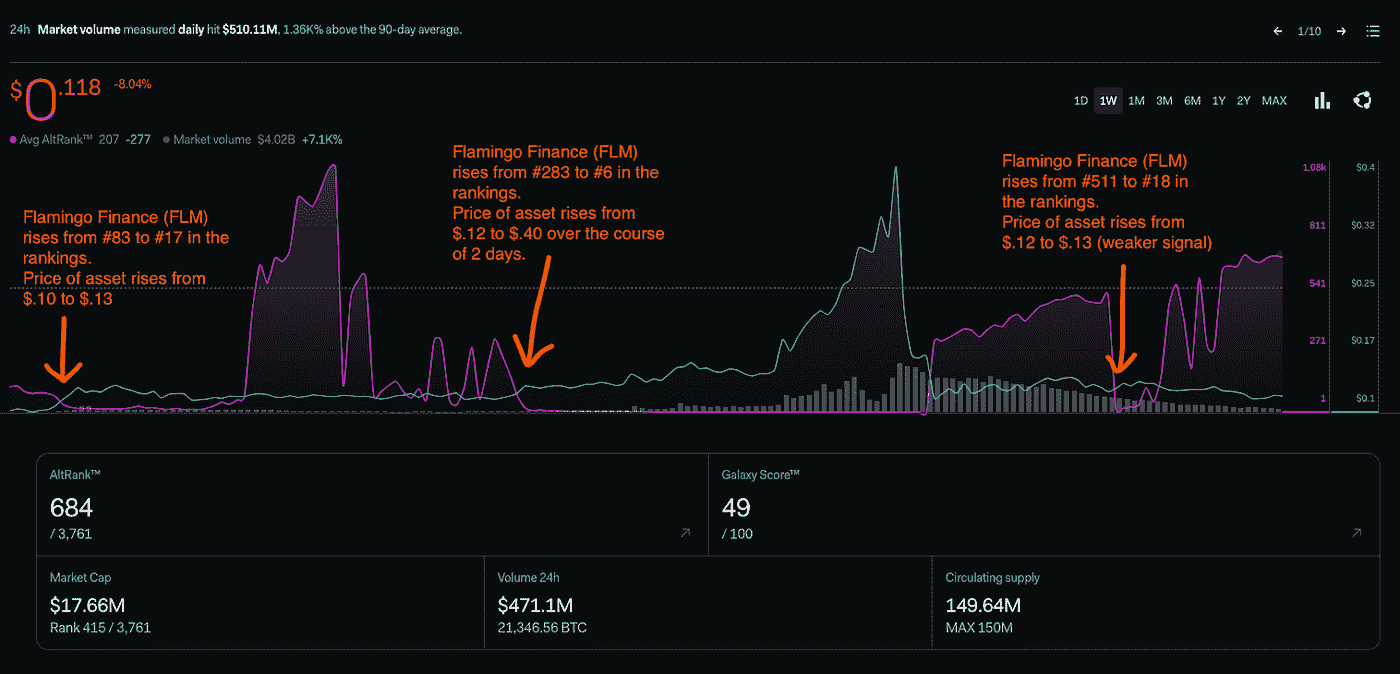 24h Market volume measured daily hit $510.11M, 1.36K% above the 90-day average.
1/10
$0.118 -8.04%
1D 1W 1M 3M 6M 1Y 2Y MAX
Avg AltRank™ 207 -277 Market volume $4.02B +7.1K%
Flamingo Finance (FLM)
rises from #83 to #17 in the
rankings.
Price of asset rises from
$.10 to $.13
Flamingo Finance (FLM)
rises from #283 to #6 in the
rankings.
Price of asset rises from
$.12 to $.40 over the course
of 2 days.
Flamingo Finance (FLM)
rises from #511 to #18 in
the rankings.
Price of asset rises from
$.12 to $.13 (weaker signal)
1.08k $0.4
811 $0.32
541 $0.25
271 $0.17
1 $0.1
AltRank™
684
/ 3,761
Galaxy Score™
49
/ 100
Market Cap
$17.66M
Rank 415 / 3,761
Volume 24h
$471.1M
21,346.56 BTC
Circulating supply
149.64M
MAX 150M